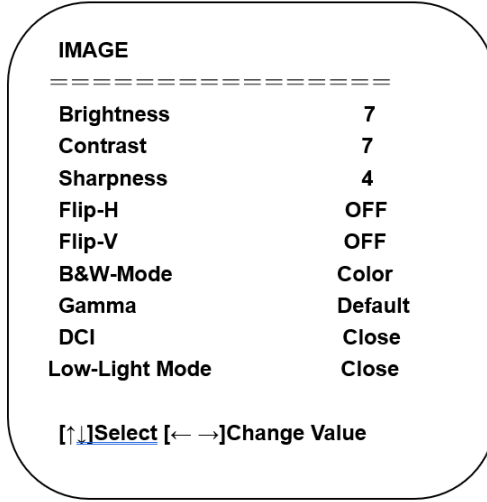 IMAGE
================
Brightness 7
Contrast 7
Sharpness 4
Flip-H OFF
Flip-V OFF
B&W-Mode Color
Gamma Default
DCI Close
Low-Light Mode Close
[↑↓]Select [← →]Change Value